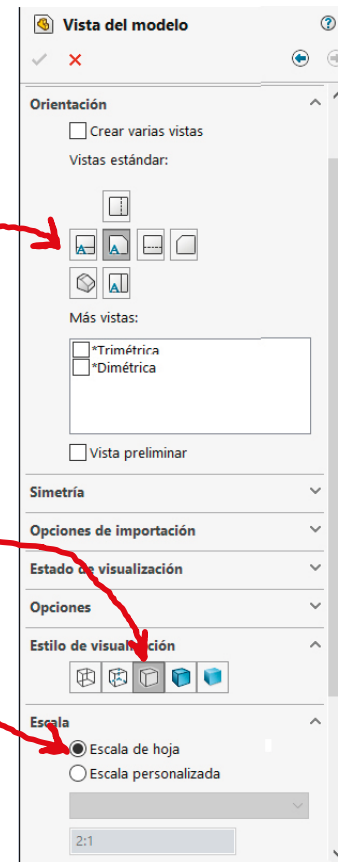 Vista del modelo
Orientación
Crear varias vistas
Vistas estándar:
A A
A
Más vistas:
*Trimétrica
*Dimétrica
Vista preliminar
Simetría
Opciones de importación
Estado de visualización
Opciones
Estilo de visualización
Escala
Escala de hoja
Escala personalizada
2:1